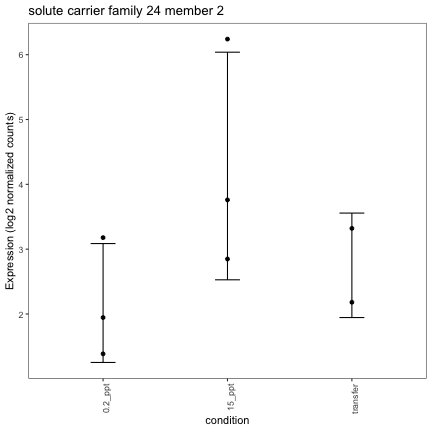 solute carrier family 24 member 2
Expression (log2 normalized counts)
6
5
4
3
2
0.2_ppt
15_ppt
transfer
condition